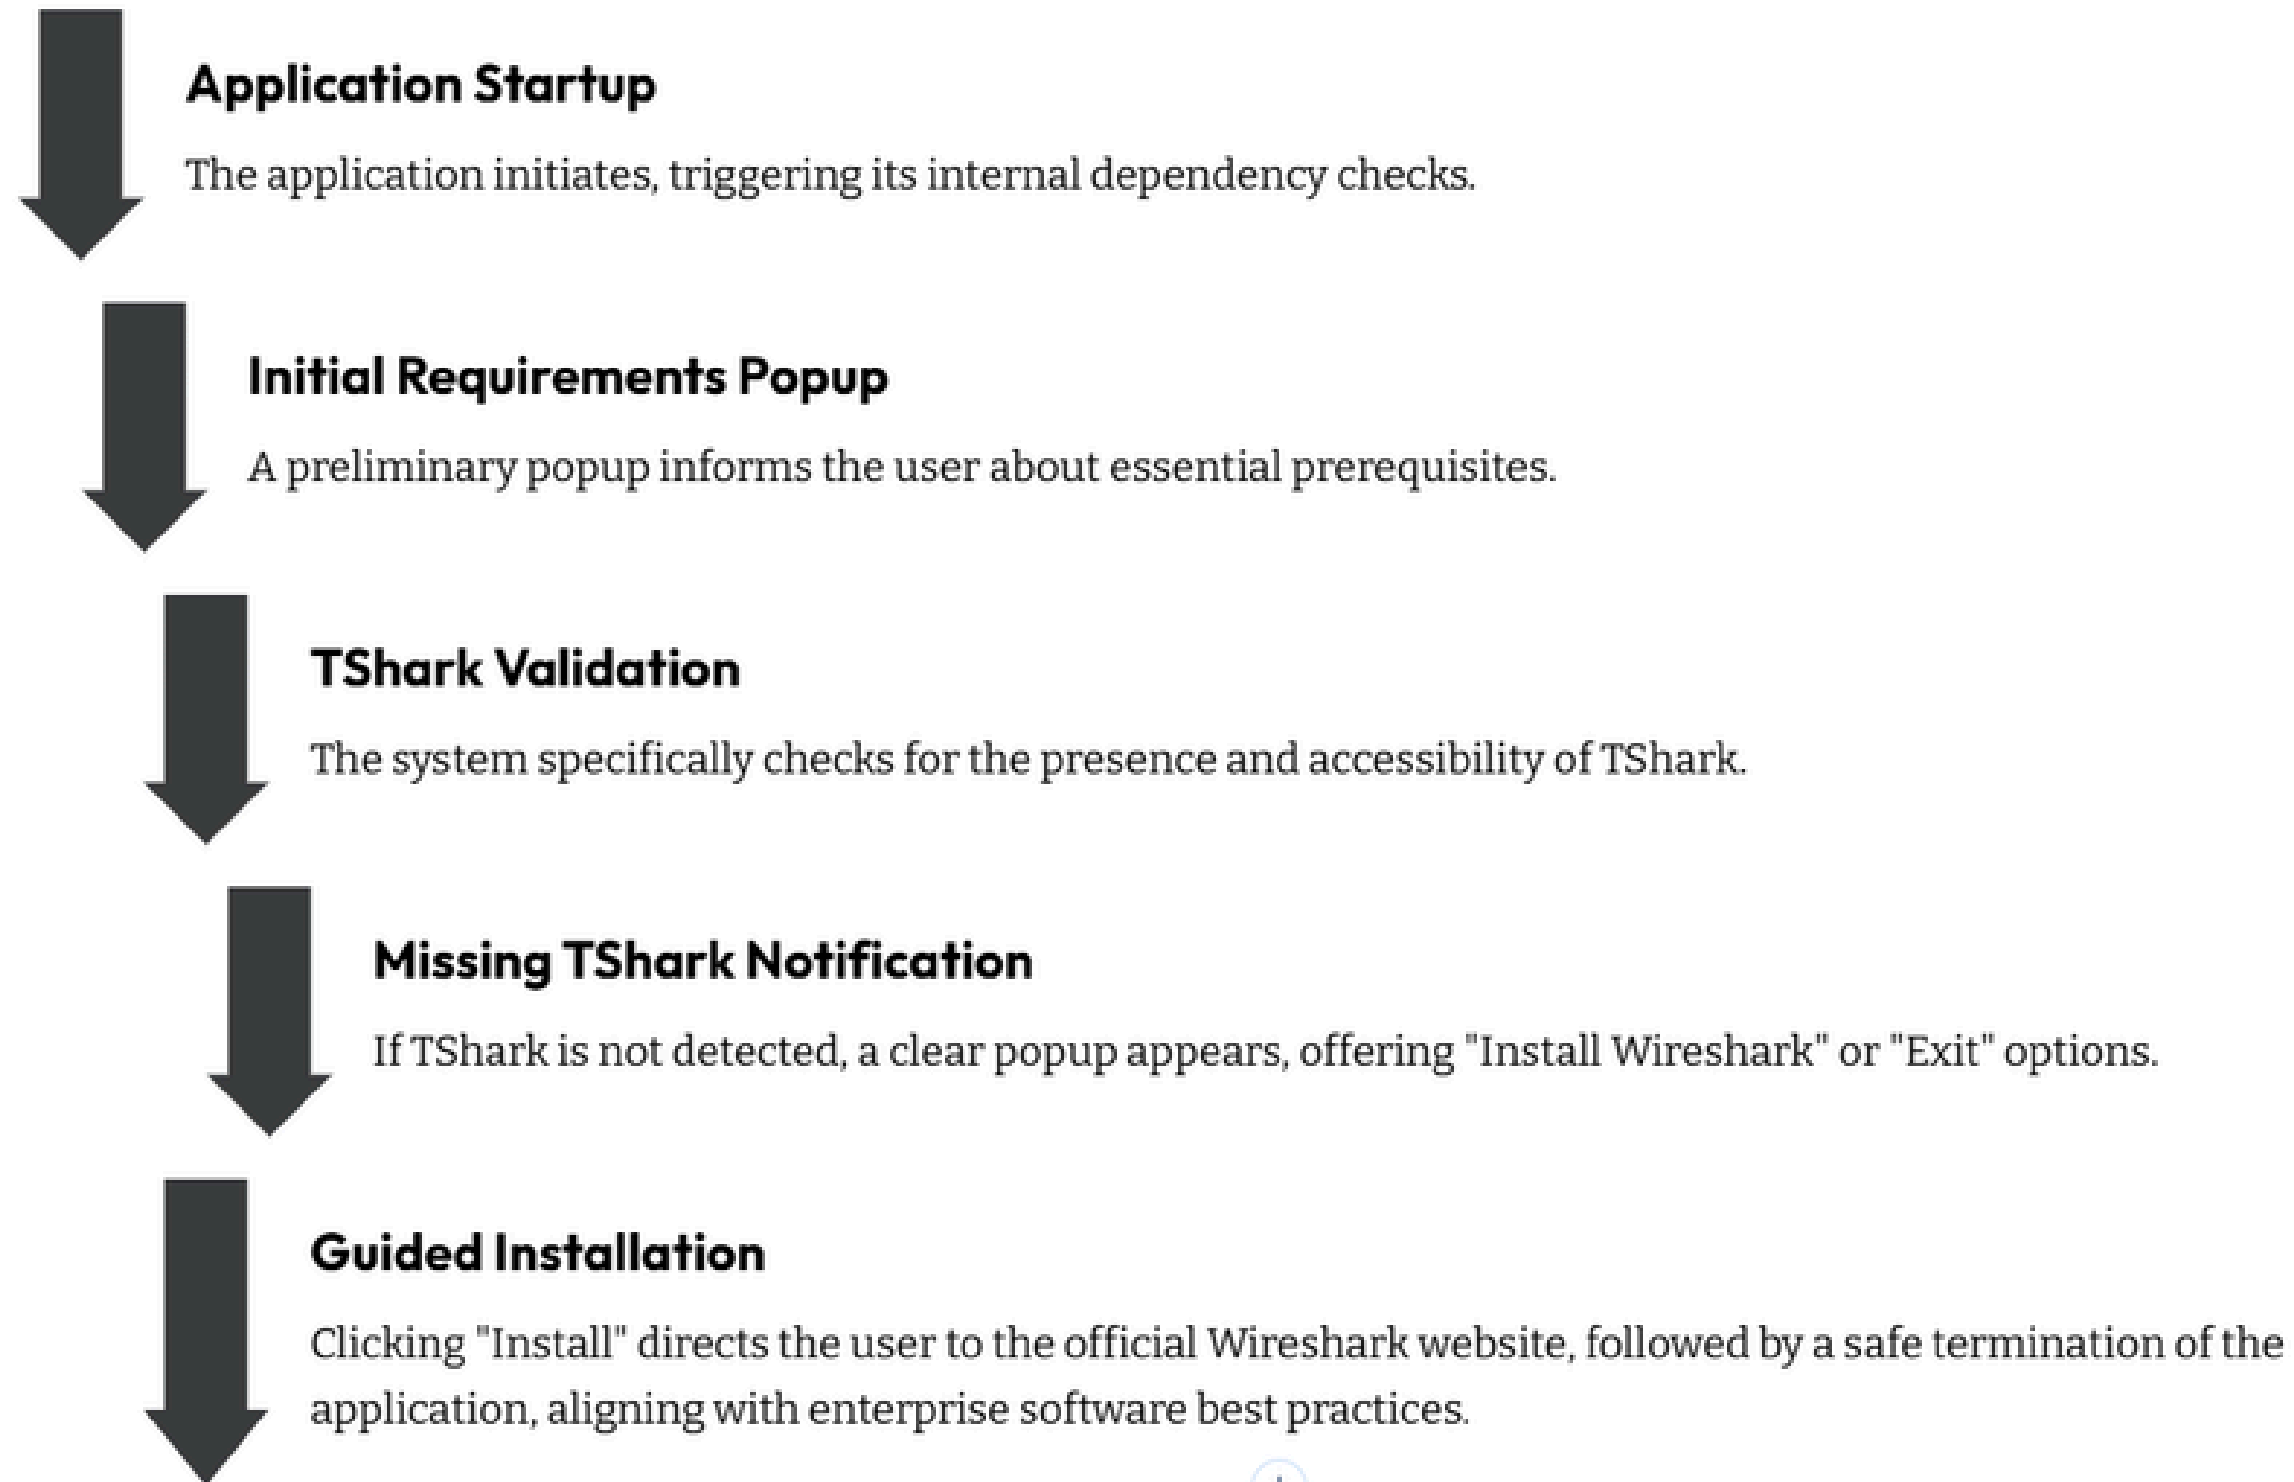 Application Startup
The application initiates, triggering its internal dependency checks.
Initial Requirements Popup
A preliminary popup informs the user about essential prerequisites.
TShark Validation
The system specifically checks for the presence and accessibility of TShark.
Missing TShark Notification
If TShark is not detected, a clear popup appears, offering "Install Wireshark" or "Exit" options.
Guided Installation
Clicking "Install" directs the user to the official Wireshark website, followed by a safe termination of the
application, aligning with enterprise software best practices.